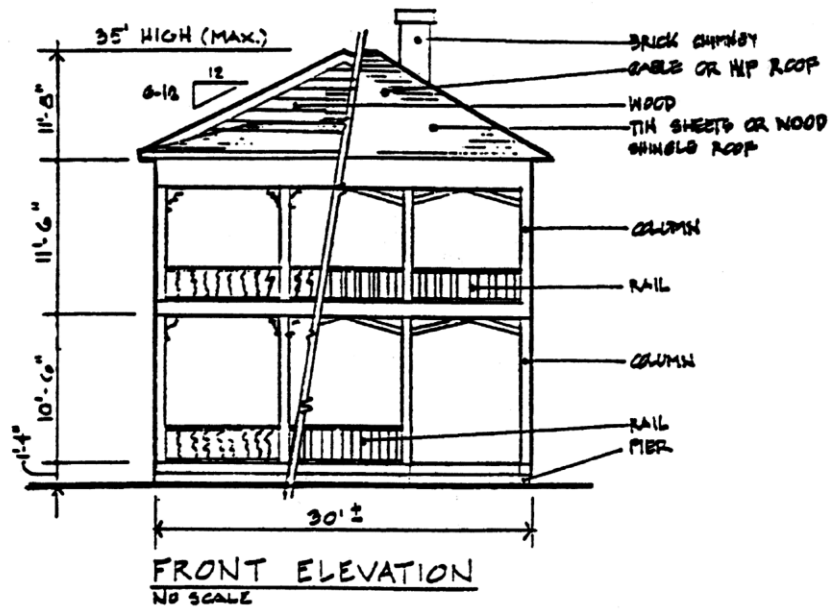 35' HIGH (MAX.)
BRICK CHIMNEY
GABLE OR HIP ROOF
12
6-12
WOOD
TIN SHEETS OR WOOD
SHINGLE ROOF
11'-8"
11'-6"
COLUMN
RAIL
COLUMN
10'-6"
RAIL
PIER
1'-4"
30' ±
FRONT ELEVATION
NO SCALE